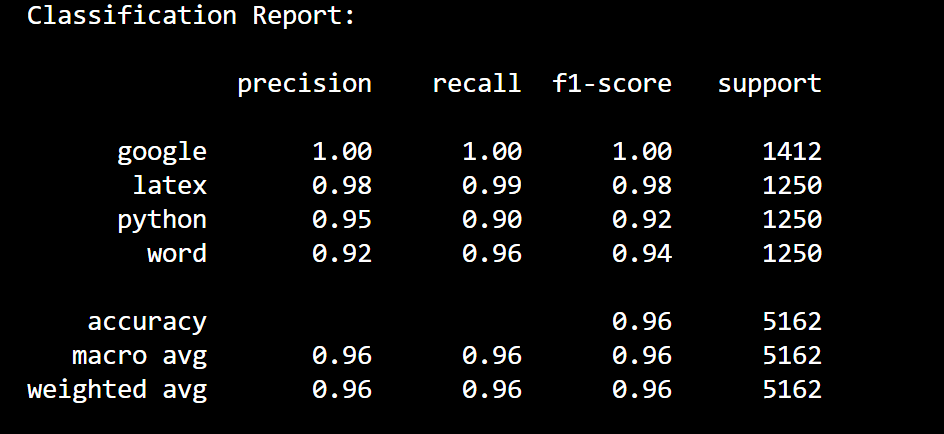 Classification Report:
precision recall f1-score support
google 1.00 1.00 1.00 1412
latex 0.98 0.99 0.98 1250
python 0.95 0.90 0.92 1250
word 0.92 0.96 0.94 1250
accuracy 0.96 5162
macro avg 0.96 0.96 0.96 5162
weighted avg 0.96 0.96 0.96 5162